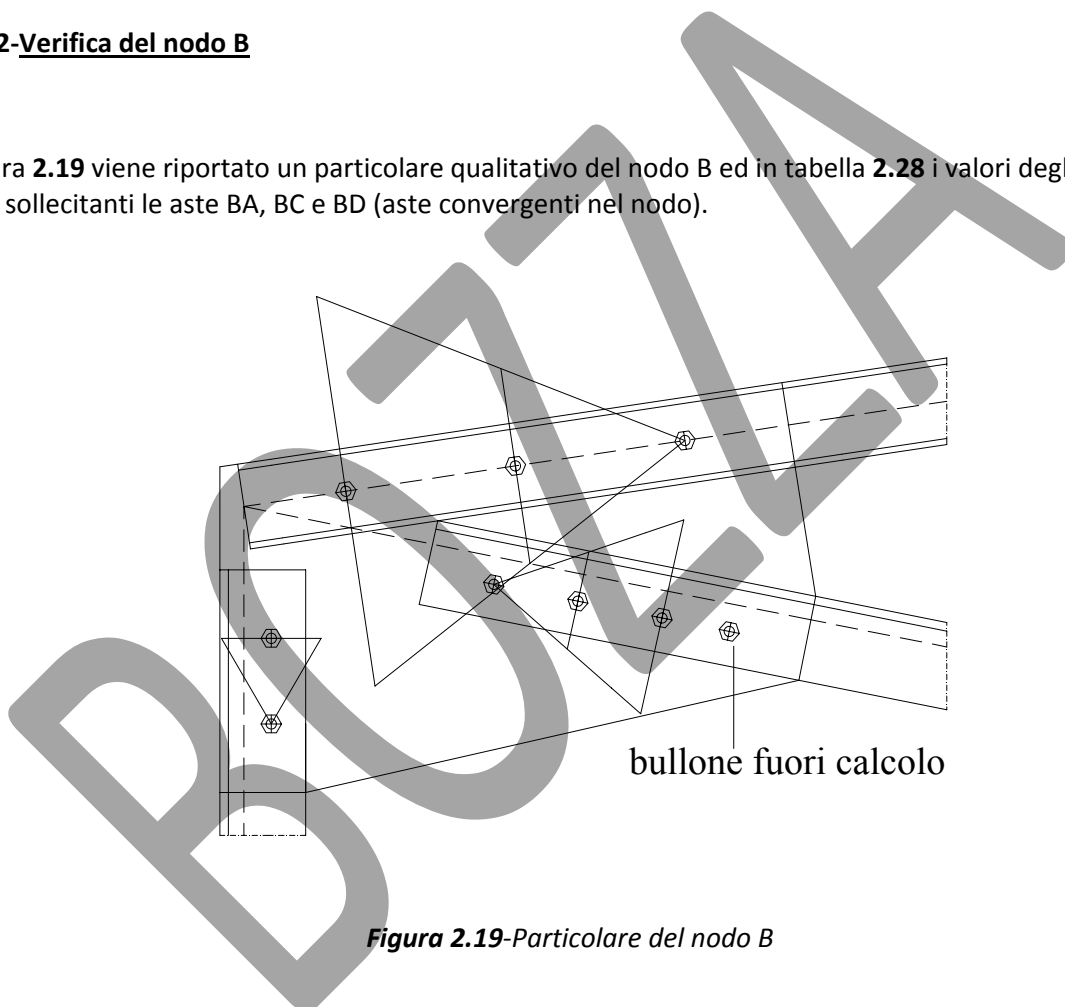 2-Verifica del nodo B
ra 2.19 viene riportato un particolare qualitativo del nodo B ed in tabella 2.28 i valori deg
sollecitanti le aste BA, BC e BD (aste convergenti nel nodo).
BOZZA
bullone fuori calcolo
Figura 2.19-Particolare del nodo B